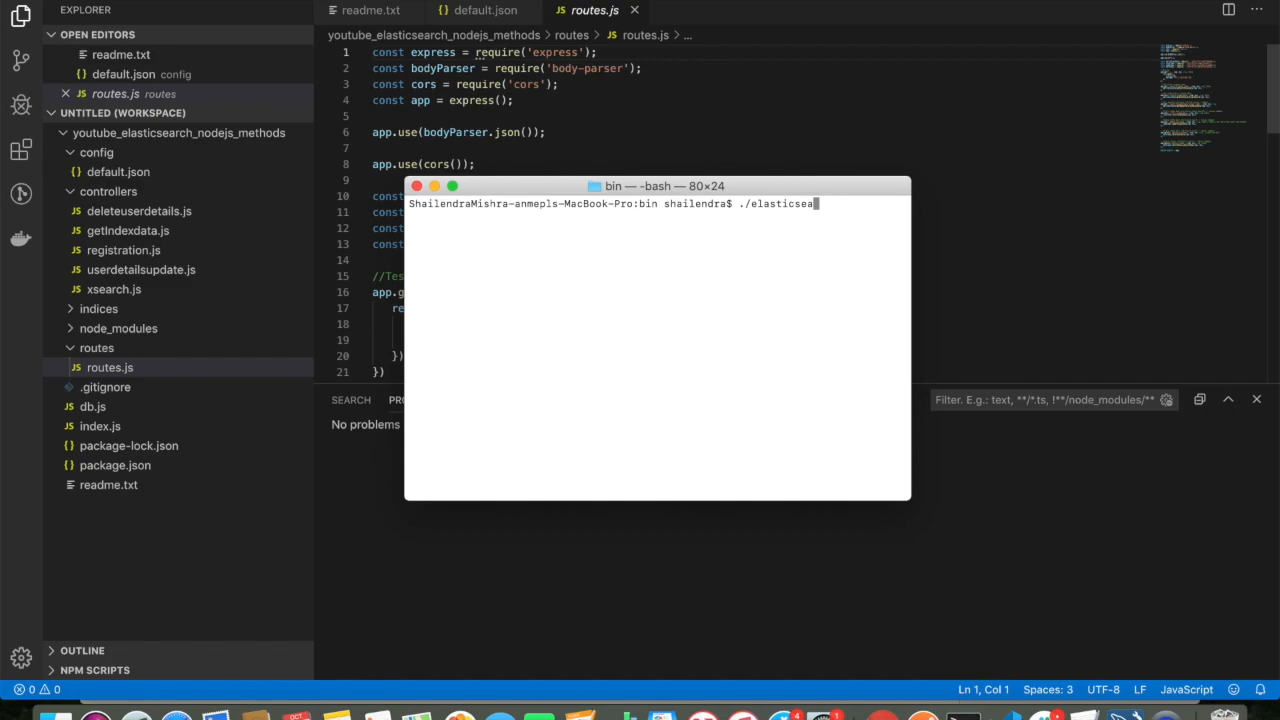 EXPLORER
OPEN EDITORS
readme.txt
{} default.json config
JS routes.js routes
UNTITLED (WORKSPACE)
youtube_elasticsearch_nodejs_methods
config
{} default.json
controllers
JS deleteuserdetails.js
JS getIndexdata.js
JS registration.js
JS userdetailsupdate.js
JS xsearch.js
indices
node_modules
routes
JS routes.js
.gitignore
JS db.js
JS index.js
{} package-lock.json
{} package.json
readme.txt
OUTLINE
NPM SCRIPTS
readme.txt
{} default.json
JS routes.js
youtube_elasticsearch_nodejs_methods > routes > JS routes.js > ...
1 const express = require('express');
2 const bodyParser = require('body-parser');
3 const cors = require('cors');
4 const app = express();
5
6 app.use(bodyParser.json());
7
8 app.use(cors());
9
10 const
11 const
12 const
13 const
14
15 //Tes
16 app.g
17 re
18
19
20 })
21 })
bin — -bash — 80×24
ShailendraMishra-anmepls-MacBook-Pro:bin shailendra$ ./elasticsea
SEARCH PRO
Filter. E.g.: text, **/*.ts, !**/node_modules/**
No problems
0 0
Ln 1, Col 1 Spaces: 3 UTF-8 LF JavaScript
OCT
4
1